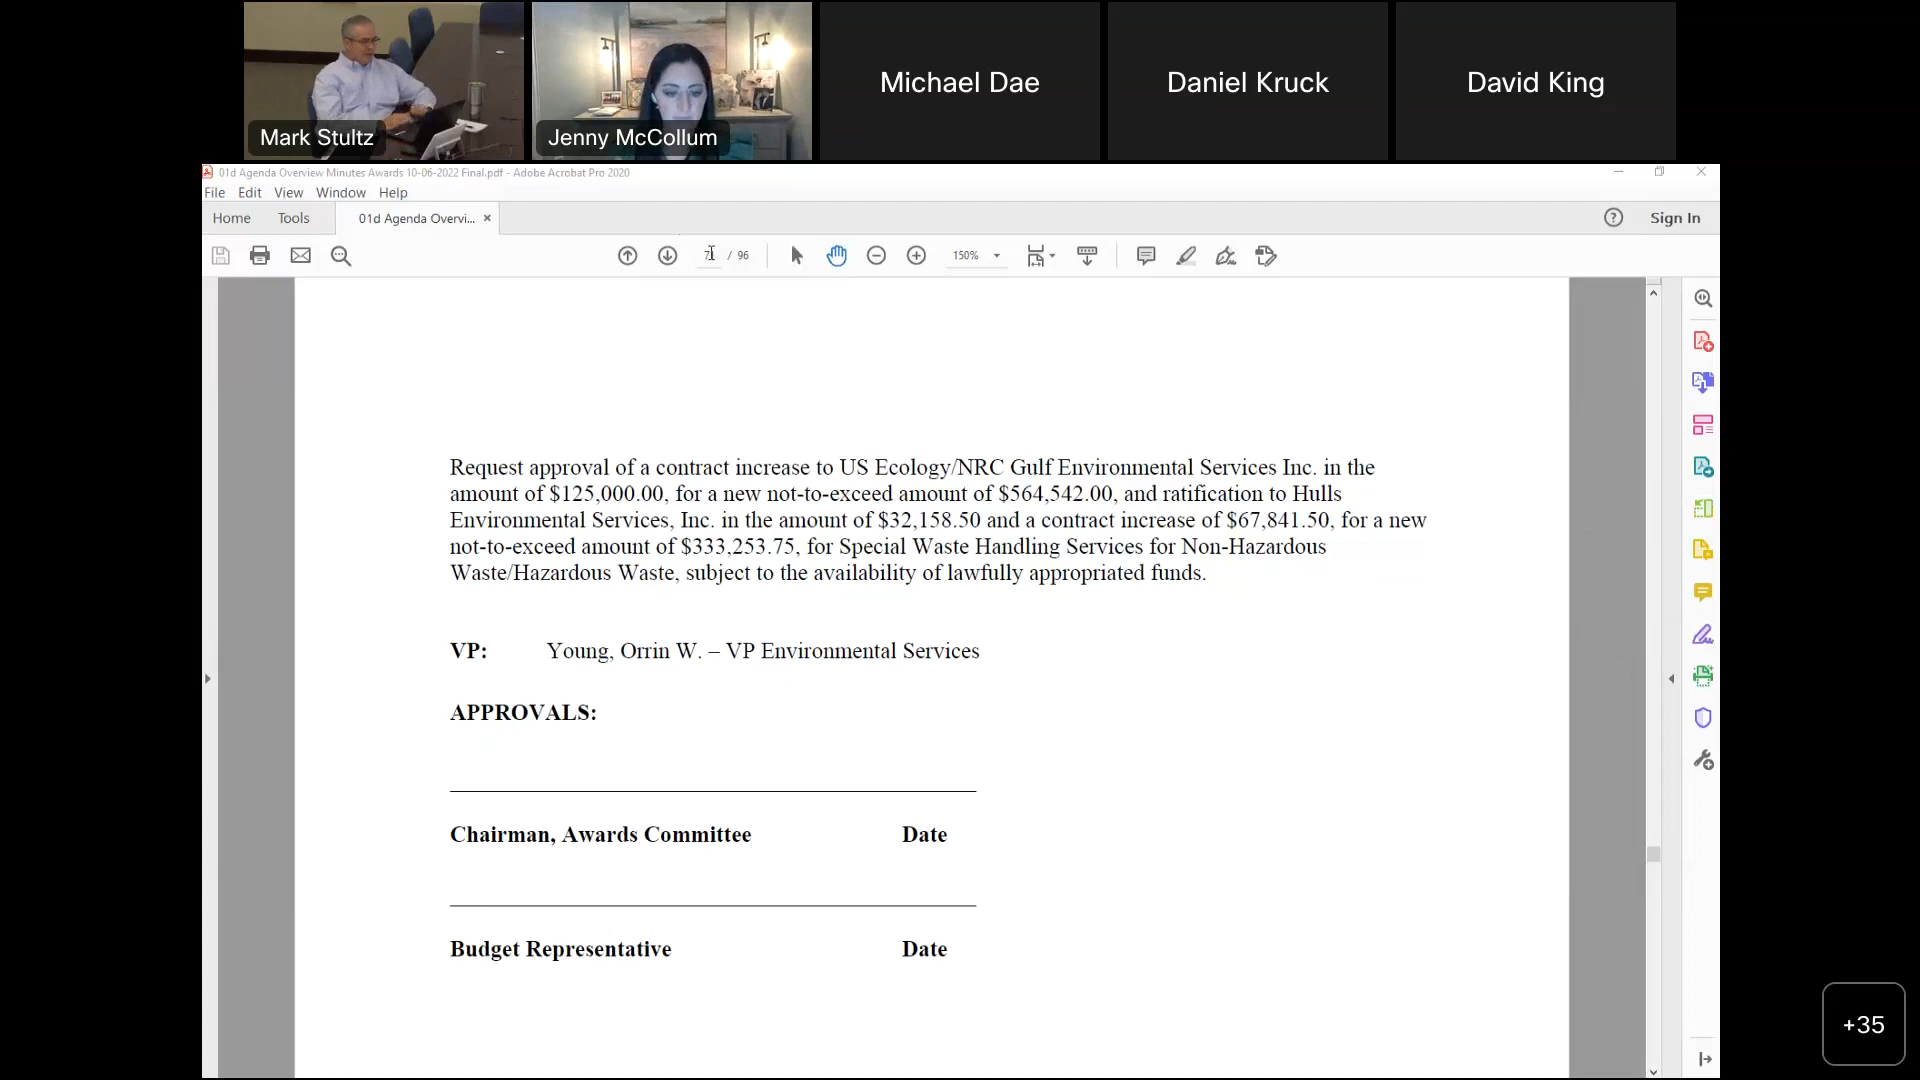 Mark Stultz
Jenny McCollum
Michael Dae
Daniel Kruck
David King
01d Agenda Overview Minutes Awards 10-06-2022 Final.pdf - Adobe Acrobat Pro 2020
File Edit View Window Help
Home Tools 01d Agenda Overvi... × Sign In
/ 96 150%
Request approval of a contract increase to US Ecology/NRC Gulf Environmental Services Inc. in the
amount of $125,000.00, for a new not-to-exceed amount of $564,542.00, and ratification to Hulls
Environmental Services, Inc. in the amount of $32,158.50 and a contract increase of $67,841.50, for a new
not-to-exceed amount of $333,253.75, for Special Waste Handling Services for Non-Hazardous
Waste/Hazardous Waste, subject to the availability of lawfully appropriated funds.
VP: Young, Orrin W. – VP Environmental Services
APPROVALS:
Chairman, Awards Committee Date
Budget Representative Date
+35